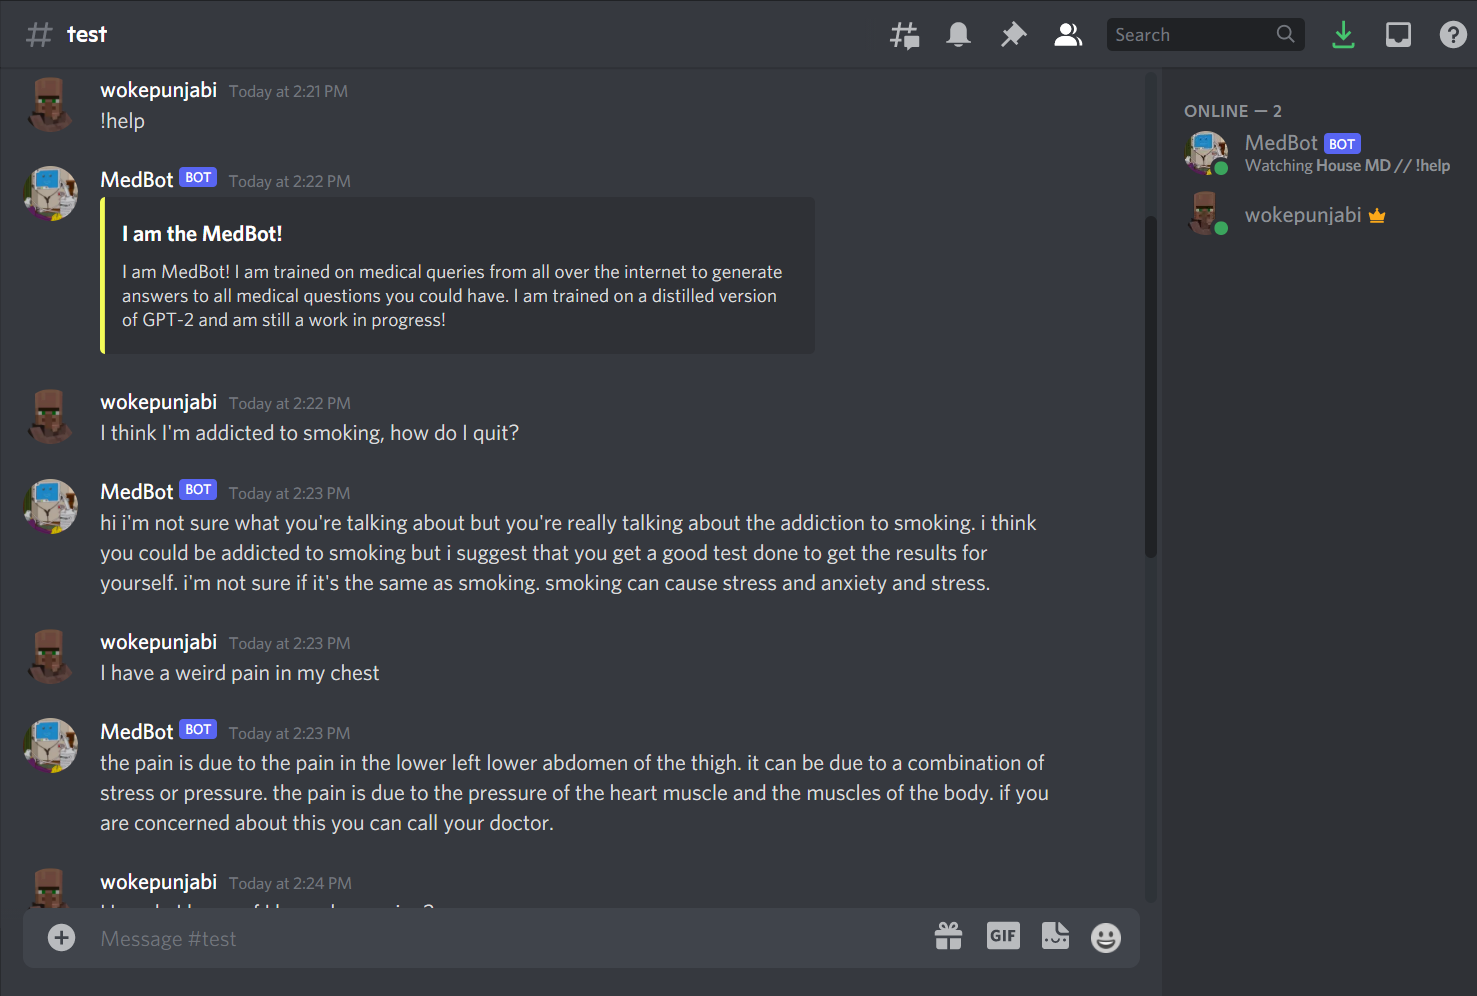 test
Search
wokepunjabi Today at 2:21 PM
!help
MedBot BOT Today at 2:22 PM
I am the MedBot!
I am MedBot! I am trained on medical queries from all over the internet to generate
answers to all medical questions you could have. I am trained on a distilled version
of GPT-2 and am still a work in progress!
wokepunjabi Today at 2:22 PM
I think I'm addicted to smoking, how do I quit?
MedBot BOT Today at 2:23 PM
hi i'm not sure what you're talking about but you're really talking about the addiction to smoking. i think
you could be addicted to smoking but i suggest that you get a good test done to get the results for
yourself. i'm not sure if it's the same as smoking. smoking can cause stress and anxiety and stress.
wokepunjabi Today at 2:23 PM
I have a weird pain in my chest
MedBot BOT Today at 2:23 PM
the pain is due to the pain in the lower left lower abdomen of the thigh. it can be due to a combination of
stress or pressure. the pain is due to the pressure of the heart muscle and the muscles of the body. if you
are concerned about this you can call your doctor.
wokepunjabi Today at 2:24 PM
Message #test
GIF
ONLINE — 2
MedBot BOT
Watching House MD // !help
wokepunjabi